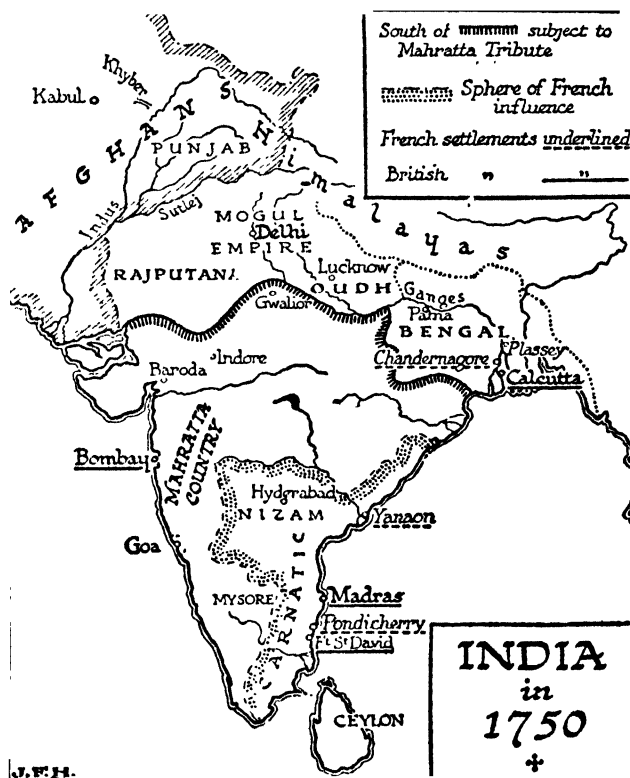 South of subject to
Mahratta Tribute
Sphere of French
influence
French settlements underlined
British " "
Kabul
Khyber
AFGHANS
PUNJAB
Himalayas
Indus
Sutlej
MOGUL
Delhi
EMPIRE
RAJPUTANA
Lucknow
OUDH
Ganges
Gwalior
Patna
BENGAL
Plassey
Chandernagore
Calcutta
Baroda
Indore
MAHRATTA
COUNTRY
Bombay
Hydgrabad
NIZAM
Yanaon
Goa
CARNATIC
MYSORE
Madras
Pondicherry
Ft St David
CEYLON
INDIA
in
1750
J.F.H.